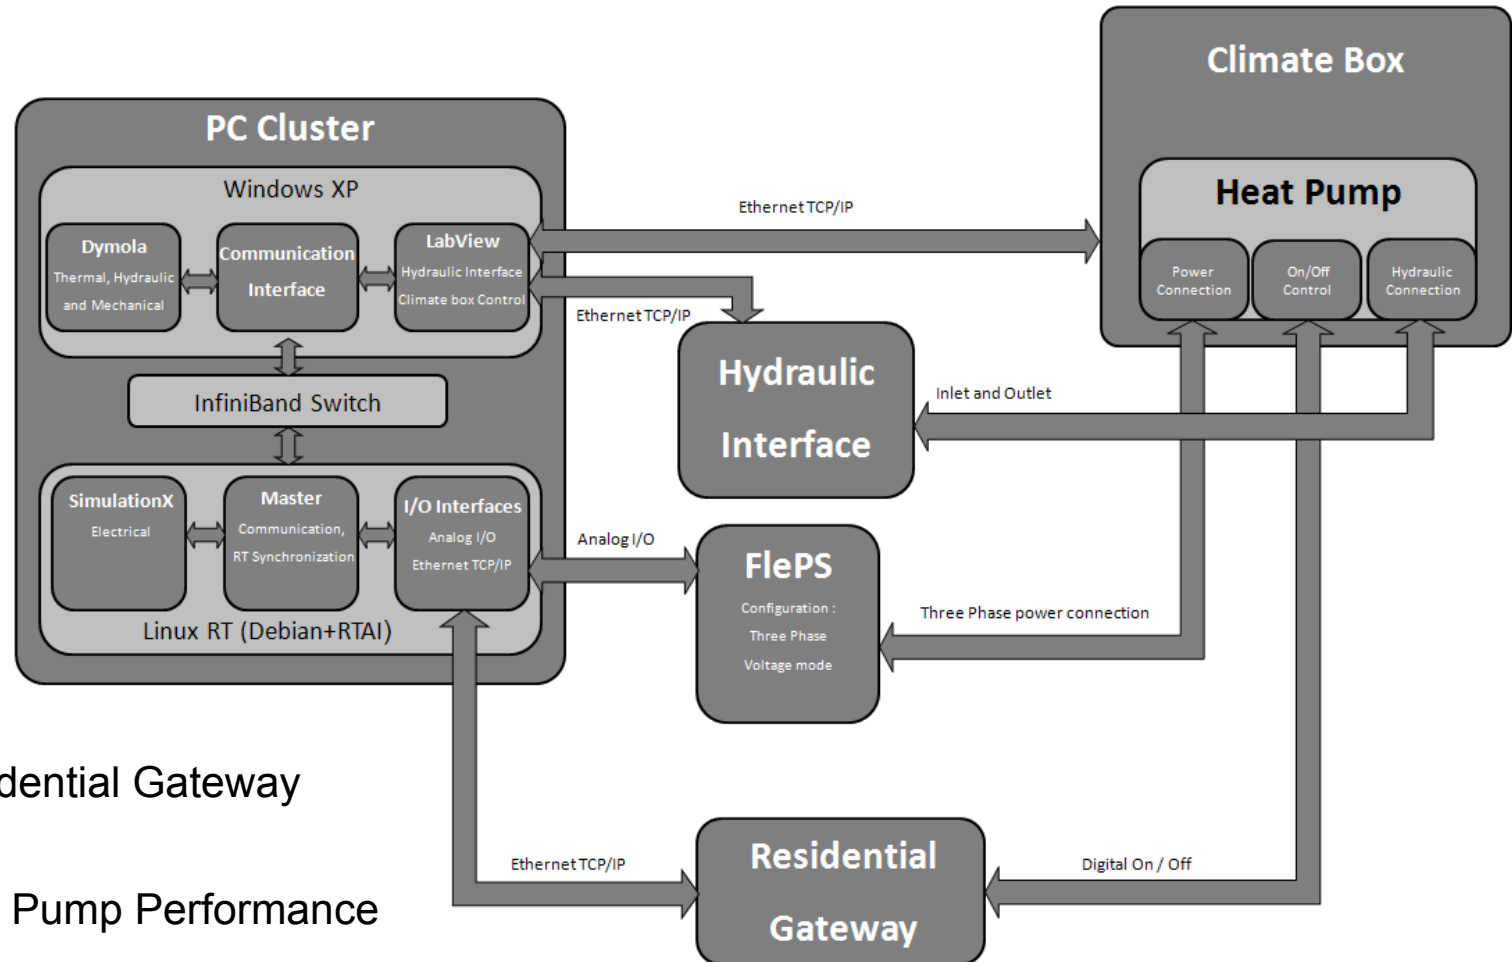 Climate Box
PC Cluster
Windows XP
Dymola
Thermal, Hydraulic
and Mechanical
Communication
Interface
LabView
Hydraulic Interface
Climate box Control
Ethernet TCP/IP
Ethernet TCP/IP
Heat Pump
Power
Connection
On/Off
Control
Hydraulic
Connection
InfiniBand Switch
Hydraulic
Interface
Inlet and Outlet
SimulationX
Electrical
Master
Communication,
RT Synchronization
I/O Interfaces
Analog I/O
Ethernet TCP/IP
Linux RT (Debian+RTAI)
Analog I/O
FlePS
Configuration :
Three Phase
Voltage mode
Three Phase power connection
dential Gateway
Pump Performance
Ethernet TCP/IP
Residential
Gateway
Digital On / Off